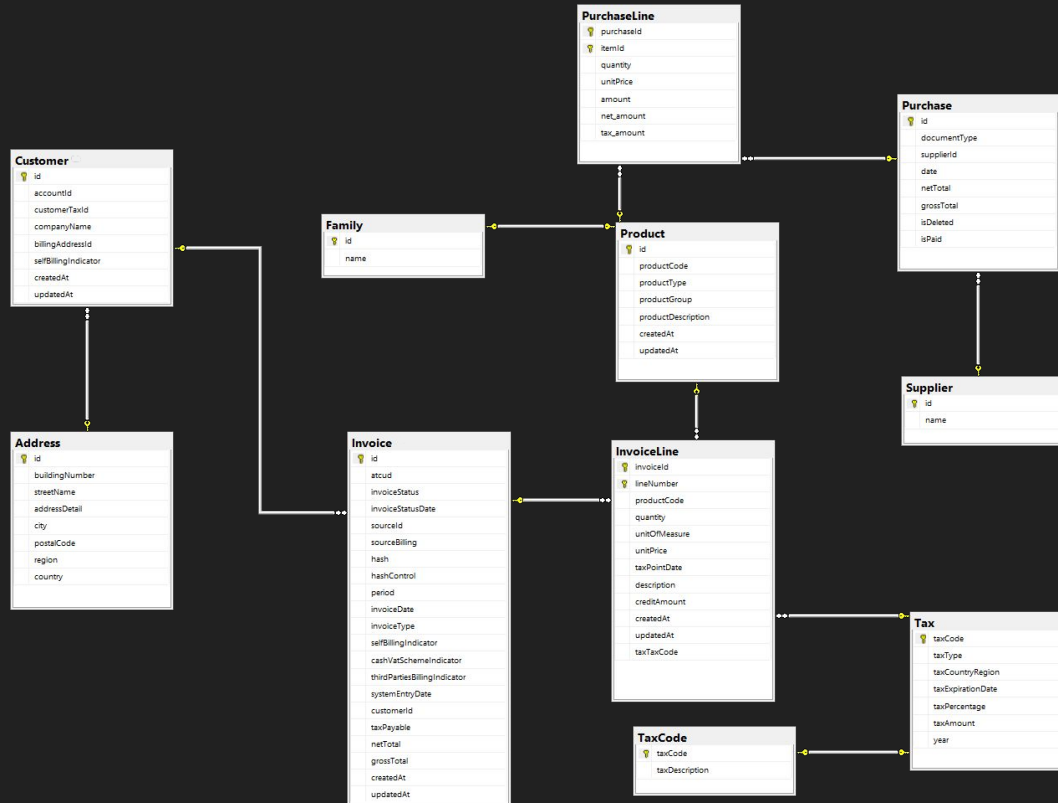 PurchaseLine
purchaseId
itemId
quantity
unitPrice
amount
net_amount
tax_amount
Purchase
id
documentType
supplierId
date
netTotal
grossTotal
isDeleted
isPaid
Customer
id
accountId
customerTaxId
companyName
billingAddressId
selfBillingIndicator
createdAt
updatedAt
Family
id
name
Product
id
productCode
productType
productGroup
productDescription
createdAt
updatedAt
Supplier
id
name
Address
id
buildingNumber
streetName
addressDetail
city
postalCode
region
country
Invoice
id
atcud
invoiceStatus
invoiceStatusDate
sourceId
sourceBilling
hash
hashControl
period
invoiceDate
invoiceType
selfBillingIndicator
cashVatSchemeIndicator
thirdPartiesBillingIndicator
systemEntryDate
customerId
taxPayable
netTotal
grossTotal
createdAt
updatedAt
InvoiceLine
invoiceId
lineNumber
productCode
quantity
unitOfMeasure
unitPrice
taxPointDate
description
creditAmount
createdAt
updatedAt
taxTaxCode
Tax
taxCode
taxType
taxCountryRegion
taxExpirationDate
taxPercentage
taxAmount
year
TaxCode
taxCode
taxDescription